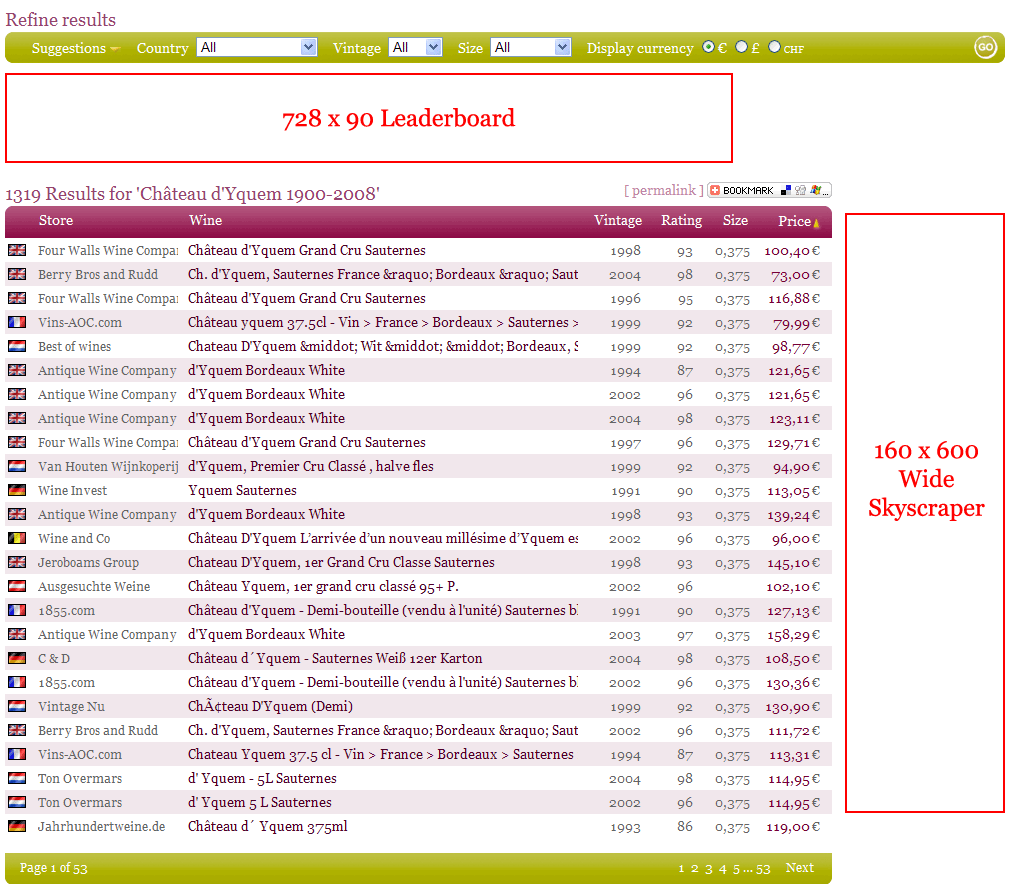 Refine results
Suggestions Country All Vintage All Size All Display currency € £ CHF GO
728 x 90 Leaderboard
1319 Results for 'Château d'Yquem 1900-2008' [ permalink ] BOOKMARK ...
Store Wine Vintage Rating Size Price
Four Walls Wine Compan Château d'Yquem Grand Cru Sauternes 1998 93 0,375 100,40 €
Berry Bros and Rudd Ch. d'Yquem, Sauternes France &raquo; Bordeaux &raquo; Saut 2004 98 0,375 73,00 €
Four Walls Wine Compan Château d'Yquem Grand Cru Sauternes 1996 95 0,375 116,88 €
Vins-AOC.com Château yquem 37.5cl - Vin > France > Bordeaux > Sauternes > 1999 92 0,375 79,99 €
Best of wines Chateau D'Yquem &middot; Wit &middot; &middot; Bordeaux, S 1999 92 0,375 98,77 €
Antique Wine Company d'Yquem Bordeaux White 1994 87 0,375 121,65 €
Antique Wine Company d'Yquem Bordeaux White 2002 96 0,375 121,65 €
Antique Wine Company d'Yquem Bordeaux White 2004 98 0,375 123,11 €
Four Walls Wine Compan Château d'Yquem Grand Cru Sauternes 1997 96 0,375 129,71 €
Van Houten Wijnkoperij d'Yquem, Premier Cru Classé , halve fles 1999 92 0,375 94,90 €
Wine Invest Yquem Sauternes 1991 90 0,375 113,05 €
Antique Wine Company d'Yquem Bordeaux White 1998 93 0,375 139,24 €
Wine and Co Château D'Yquem L’arrivée d’un nouveau millésime d’Yquem es 2002 96 0,375 96,00 €
Jeroboams Group Chateau D'Yquem, 1er Grand Cru Classe Sauternes 1998 93 0,375 145,10 €
Ausgesuchte Weine Château Yquem, 1er grand cru classé 95+ P. 2002 96 102,10 €
1855.com Château d'Yquem - Demi-bouteille (vendu à l'unité) Sauternes bl 1991 90 0,375 127,13 €
Antique Wine Company d'Yquem Bordeaux White 2003 97 0,375 158,29 €
C & D Château d´Yquem - Sauternes Weiß 12er Karton 2004 98 0,375 108,50 €
1855.com Château d'Yquem - Demi-bouteille (vendu à l'unité) Sauternes bl 2002 96 0,375 130,36 €
Vintage Nu ChÃ¢teau D'Yquem (Demi) 1999 92 0,375 130,90 €
Berry Bros and Rudd Ch. d'Yquem, Sauternes France &raquo; Bordeaux &raquo; Saut 2002 96 0,375 111,72 €
Vins-AOC.com Chateau Yquem 37.5 cl - Vin > France > Bordeaux > Sauternes 1994 87 0,375 113,31 €
Ton Overmars d' Yquem - 5L Sauternes 2004 98 0,375 114,95 €
Ton Overmars d' Yquem 5 L Sauternes 2002 96 0,375 114,95 €
Jahrhundertweine.de Château d´ Yquem 375ml 1993 86 0,375 119,00 €
160 x 600
Wide
Skyscraper
Page 1 of 53 1 2 3 4 5 ... 53 Next